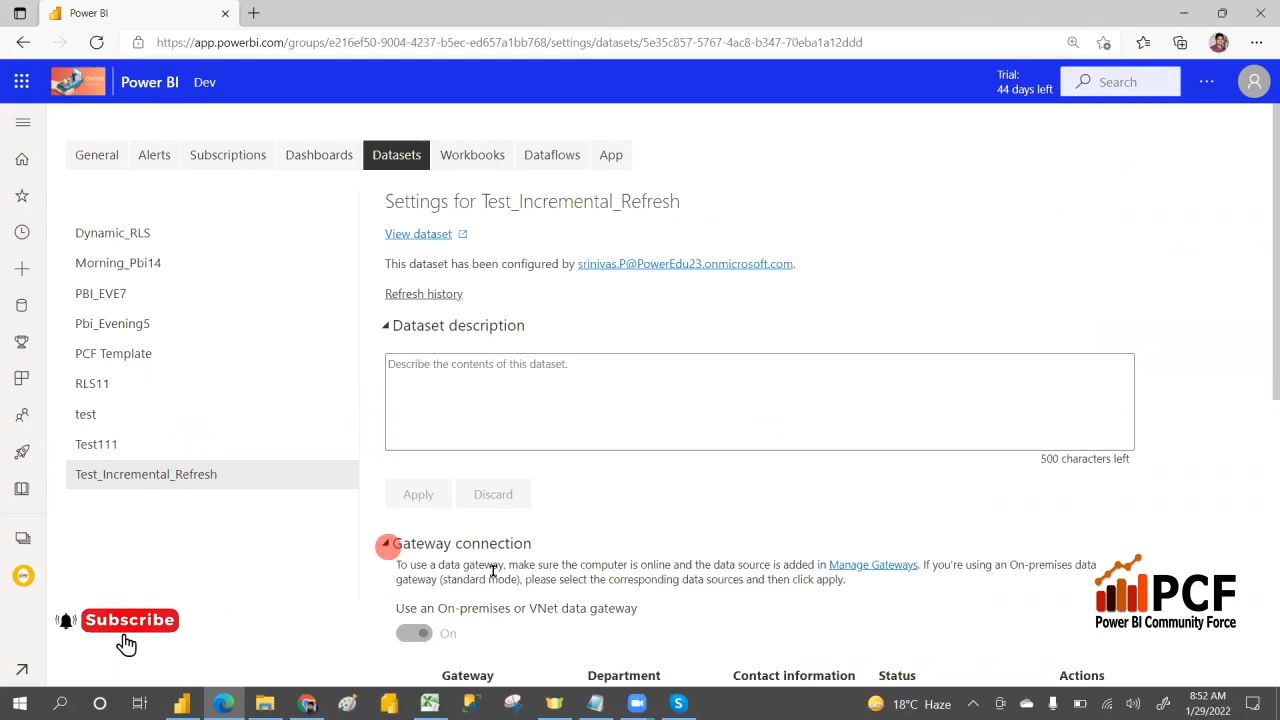 Power BI
https://app.powerbi.com/groups/e216ef50-9004-4237-b5ec-ed657a1bb768/settings/datasets/5e35c857-5767-4ac8-b347-70eba1a12ddd
Power BI Dev
Trial:
44 days left
Search
General Alerts Subscriptions Dashboards Datasets Workbooks Dataflows App
Dynamic_RLS
Morning_Pbi14
PBI_EVE7
Pbi_Evening5
PCF Template
RLS11
test
Test111
Test_Incremental_Refresh
Settings for Test_Incremental_Refresh
View dataset
This dataset has been configured by srinivas.P@PowerEdu23.onmicrosoft.com.
Refresh history
Dataset description
Describe the contents of this dataset.
500 characters left
Apply Discard
Gateway connection
To use a data gateway, make sure the computer is online and the data source is added in Manage Gateways. If you're using an On-premises data
gateway (standard mode), please select the corresponding data sources and then click apply.
Use an On-premises or VNet data gateway
On
Gateway Department Contact information Status Actions
Subscribe
PCF
Power BI Community Force
18°C Haze
8:52 AM
1/29/2022